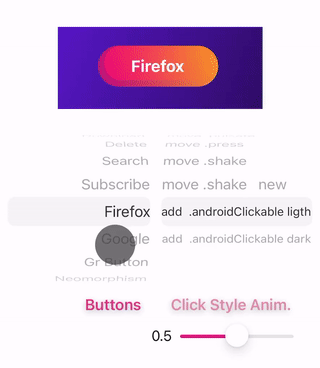 Firefox
Delete move .press
Search move .shake
Subscribe move .shake new
Firefox add .androidClickable ligth
Google add .androidClickable dark
Gr Button
Neomorphism
Buttons Click Style Anim.
0.5